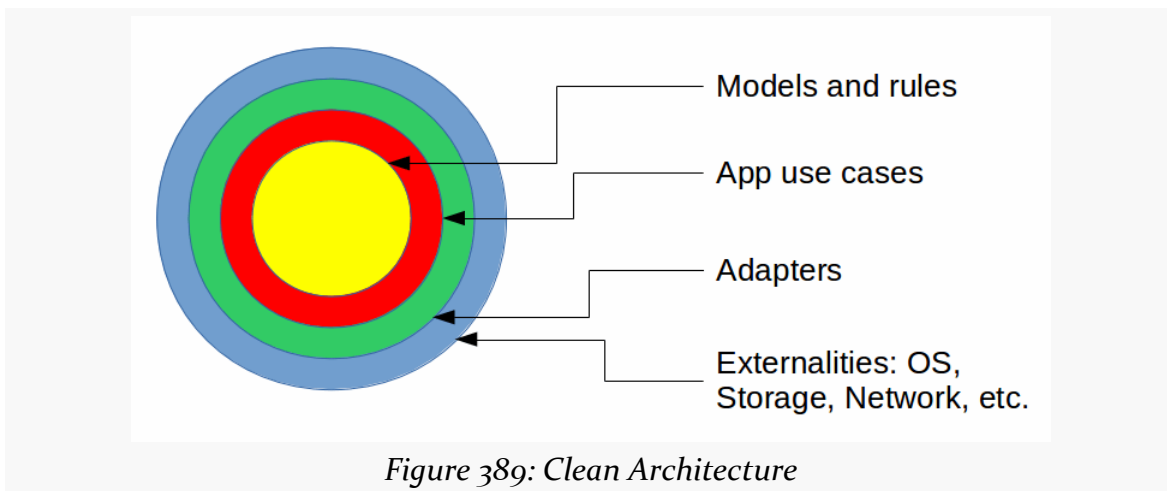 Models and rules
App use cases
Adapters
Externalities: OS,
Storage, Network, etc.
Figure 389: Clean Architecture